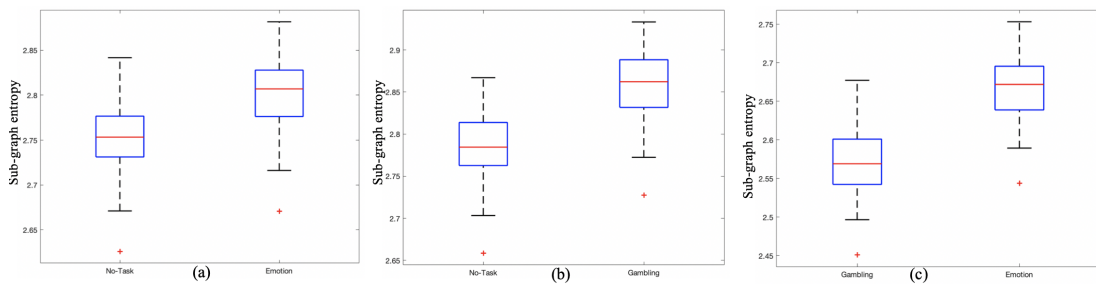 Sub-graph entropy
2.85
2.8
2.75
2.7
2.65
No-Task
Emotion
(a)
Sub-graph entropy
2.9
2.85
2.8
2.75
2.7
2.65
No-Task
Gambling
(b)
Sub-graph entropy
2.75
2.7
2.65
2.6
2.55
2.5
2.45
Gambling
Emotion
(c)